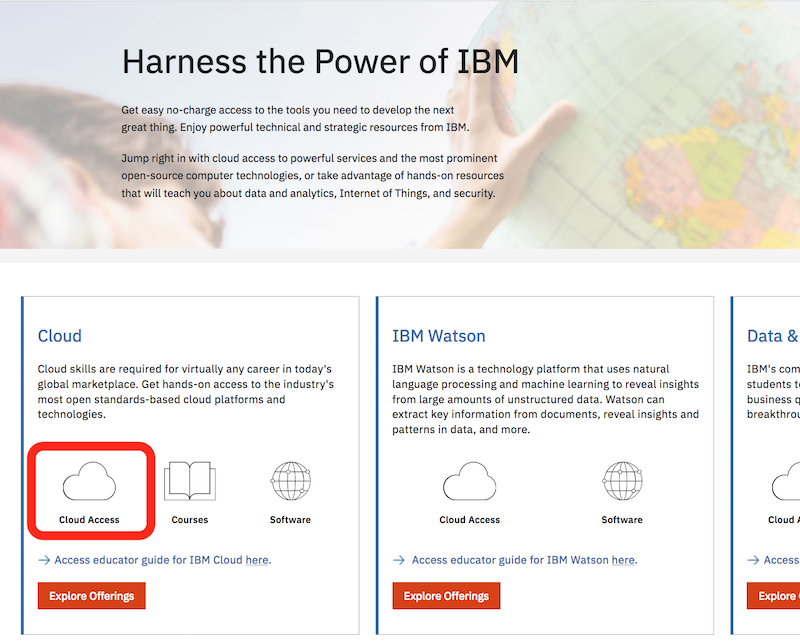 Harness the Power of IBM
Get easy no-charge access to the tools you need to develop the next
great thing. Enjoy powerful technical and strategic resources from IBM.
Jump right in with cloud access to powerful services and the most prominent
open-source computer technologies, or take advantage of hands-on resources
that will teach you about data and analytics, Internet of Things, and security.
Cloud
Cloud skills are required for virtually any career in today's
global marketplace. Get hands-on access to the industry's
most open standards-based cloud platforms and
technologies.
Cloud Access
Courses
Software
→ Access educator guide for IBM Cloud here.
Explore Offerings
IBM Watson
IBM Watson is a technology platform that uses natural
language processing and machine learning to reveal insights
from large amounts of unstructured data. Watson can
extract key information from documents, reveal insights and
patterns in data, and more.
Cloud Access
Software
→ Access educator guide for IBM Watson here.
Explore Offerings
Data &
IBM's com
students t
business q
breakthrou
Cloud A
→ Access
Explore